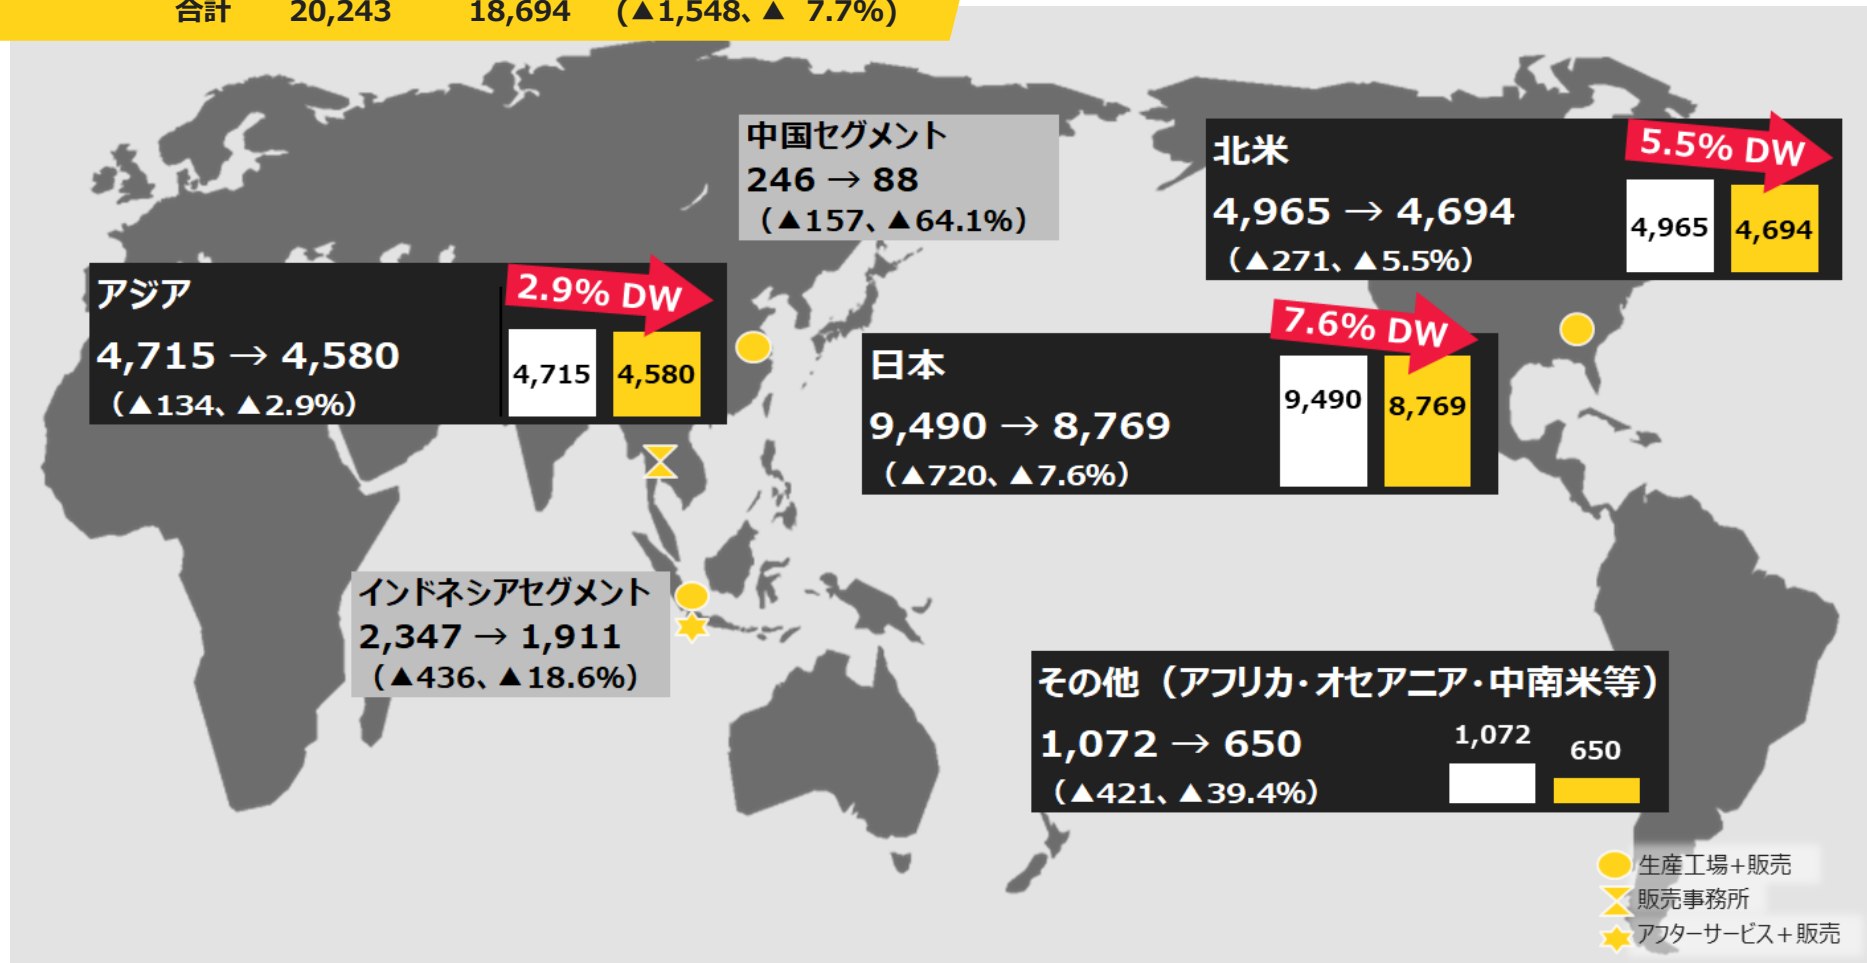 合計 20,243 18,694 (▲1,548、▲ 7.7%)
中国セグメント
246 → 88
(▲157、▲64.1%)
北米
4,965 → 4,694
(▲271、▲5.5%)
5.5% DW
4,965
4,694
アジア
4,715 → 4,580
(▲134、▲2.9%)
2.9% DW
4,715
4,580
日本
9,490 → 8,769
(▲720、▲7.6%)
7.6% DW
9,490
8,769
インドネシアセグメント
2,347 → 1,911
(▲436、▲18.6%)
その他(アフリカ・オセアニア・中南米等)
1,072 → 650
(▲421、▲39.4%)
1,072
650
生産工場+販売
販売事務所
アフターサービス+販売